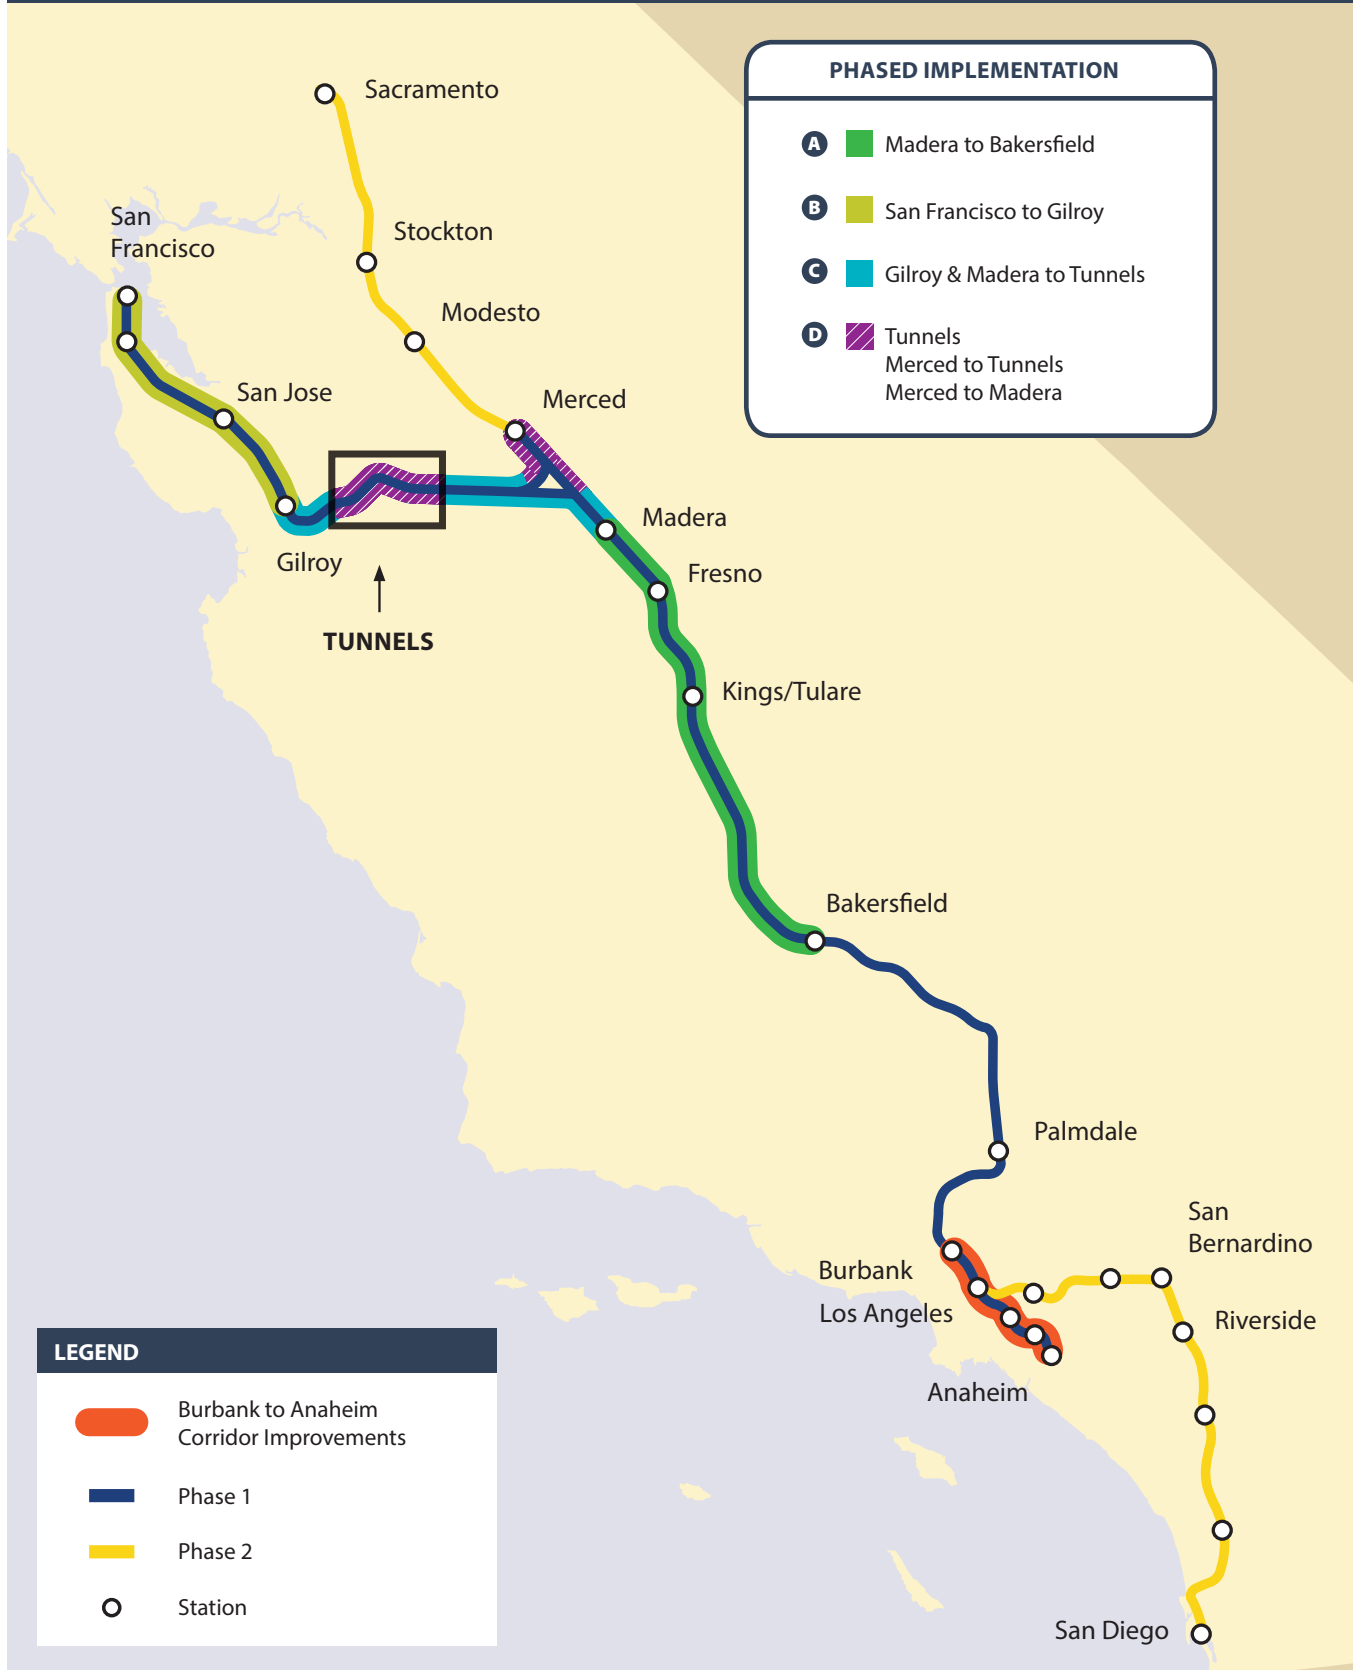 PHASED IMPLEMENTATION
A Madera to Bakersfield
B San Francisco to Gilroy
C Gilroy & Madera to Tunnels
D Tunnels
Merced to Tunnels
Merced to Madera
Sacramento
San
Francisco
Stockton
Modesto
San Jose
Merced
Madera
Gilroy
Fresno
TUNNELS
Kings/Tulare
Bakersfield
Palmdale
San
Bernardino
Burbank
Los Angeles
Riverside
Anaheim
San Diego
LEGEND
Burbank to Anaheim
Corridor Improvements
Phase 1
Phase 2
Station